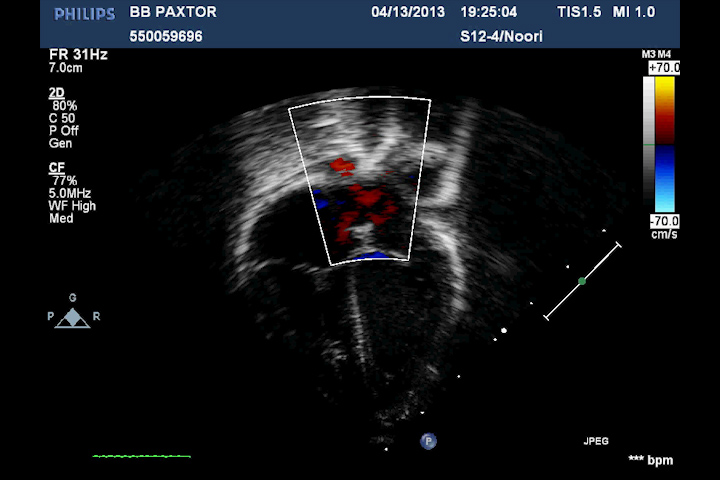 PHILIPS BB PAXTOR 04/13/2013 19:25:04 TIS1.5 MI 1.0
550059696 S12-4/Noori
FR 31Hz
7.0cm
M3 M4
+70.0
2D
80%
C 50
P Off
Gen
CF
77%
5.0MHz
WF High
Med
-70.0
cm/s
G
P R
P
JPEG
*** bpm